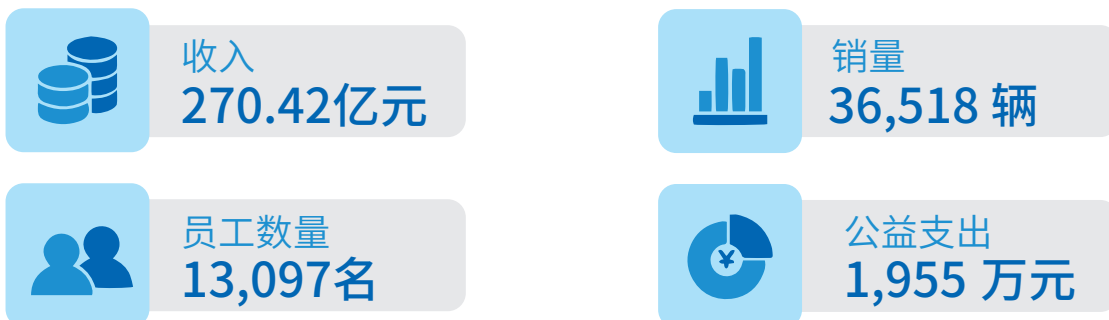 收入
270.42亿元
销量
36,518 辆
员工数量
13,097名
¥
公益支出
1,955 万元